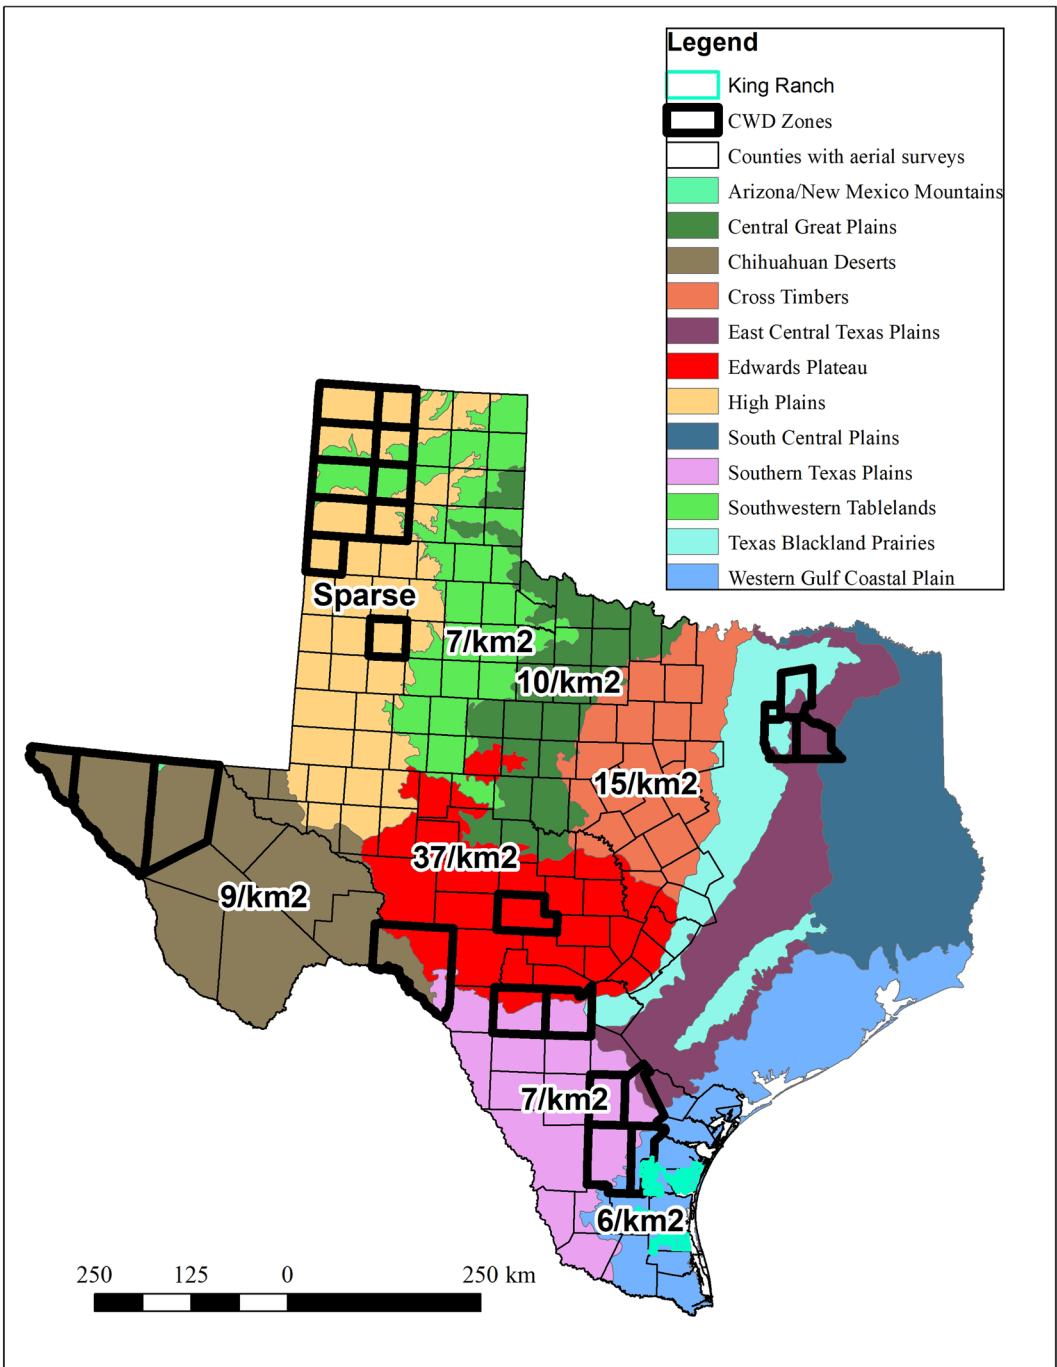 Legend
King Ranch
CWD Zones
Counties with aerial surveys
Arizona/New Mexico Mountains
Central Great Plains
Chihuahuan Deserts
Cross Timbers
East Central Texas Plains
Edwards Plateau
High Plains
South Central Plains
Southern Texas Plains
Southwestern Tablelands
Texas Blackland Prairies
Western Gulf Coastal Plain
Sparse
7/km2
10/km2
15/km2
37/km2
9/km2
7/km2
6/km2
250 125 0 250 km